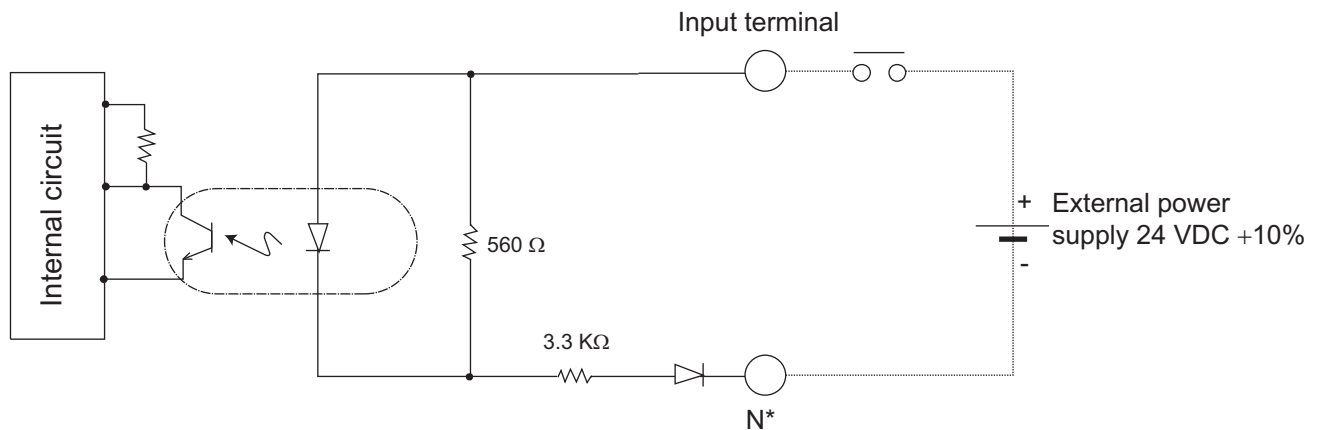 Input terminal
Internal circuit
560 Ω
+
External power
supply 24 VDC +10%
-
3.3 KΩ
N*